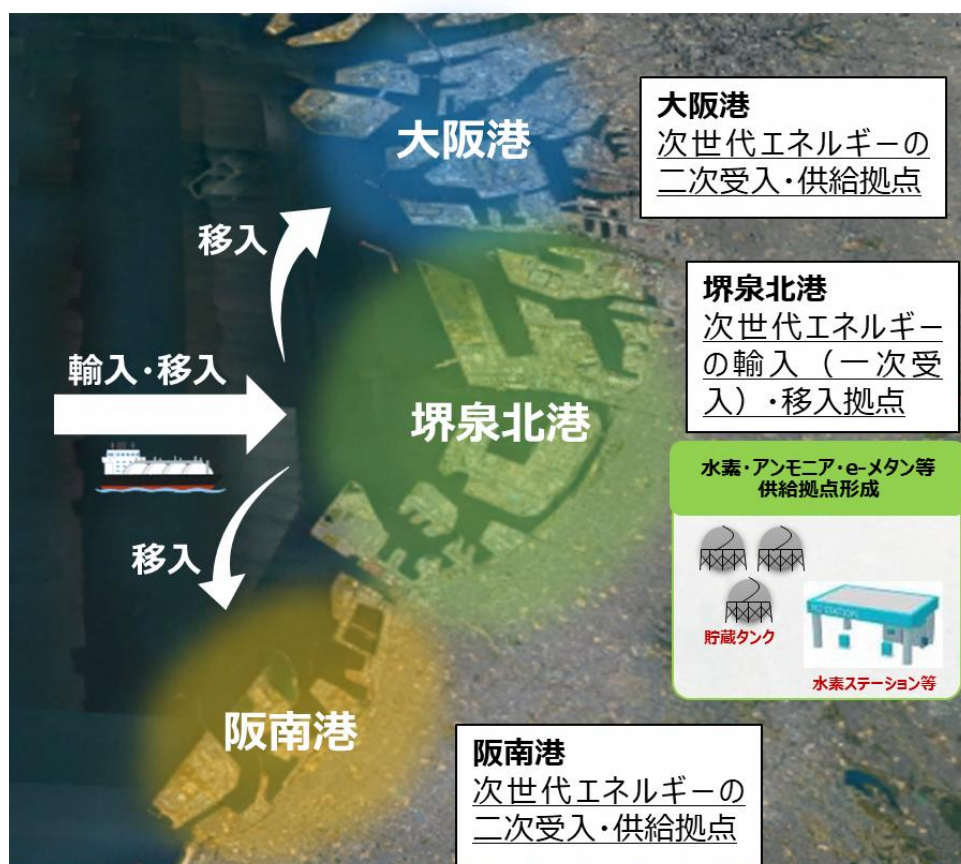 大阪港
大阪港
次世代エネルギーの
二次受入・供給拠点
移入
堺泉北港
次世代エネルギー
の輸入（一次受
入）・移入拠点
輸入・移入
堺泉北港
水素・アンモニア・e-メタン等
供給拠点形成
移入
貯蔵タンク
H2 STATION
水素ステーション等
阪南港
阪南港
次世代エネルギーの
二次受入・供給拠点